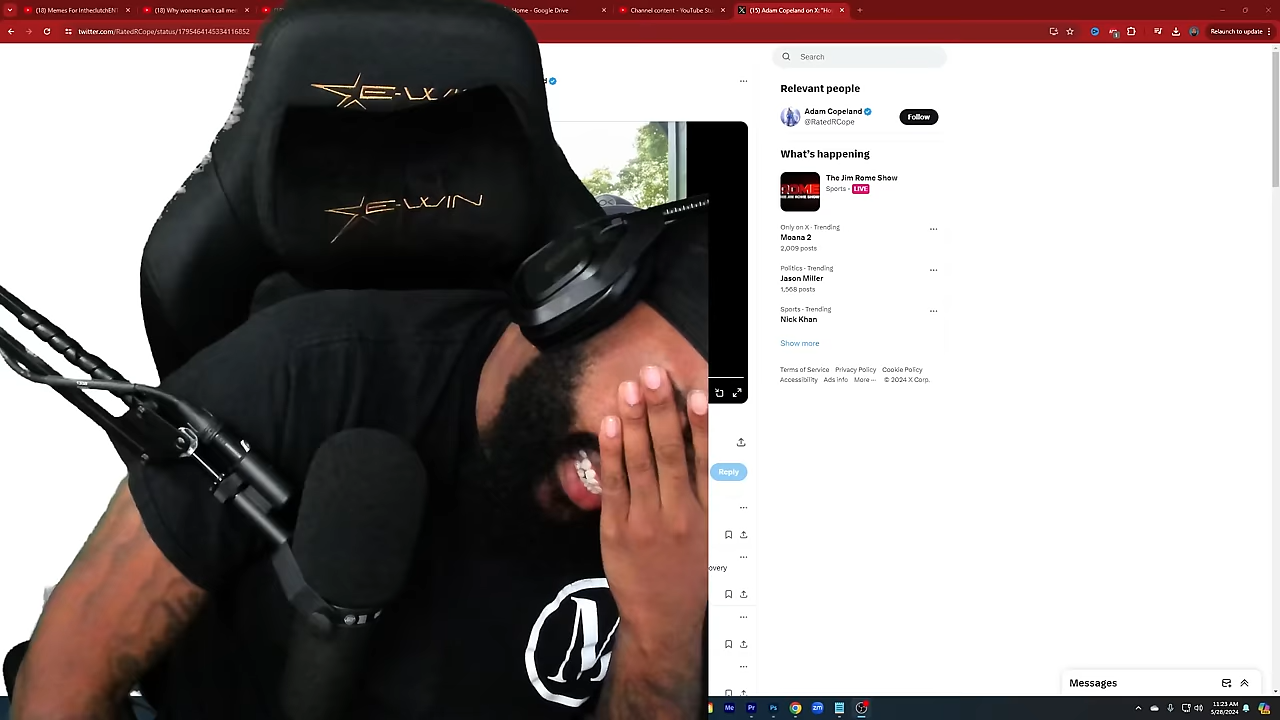 (18) Memes For IntheclutchENT
(18) Why women can't call men
Home - Google Drive
Channel content - YouTube Stu
(15) Adam Copeland on X: "Ho
twitter.com/RatedRCope/status/1795464145334116852
Relaunch to update
Search
Relevant people
Adam Copeland
@RatedRCope
Follow
What's happening
The Jim Rome Show
Sports · LIVE
Only on X · Trending
Moana 2
2,009 posts
Politics · Trending
Jason Miller
1,568 posts
Sports · Trending
Nick Khan
Show more
Terms of Service Privacy Policy Cookie Policy
Accessibility Ads info More ··· © 2024 X Corp.
E-WIN
E-WIN
Reply
overy
Messages
Me
Pr
Ps
zm
11:23 AM
5/28/2024